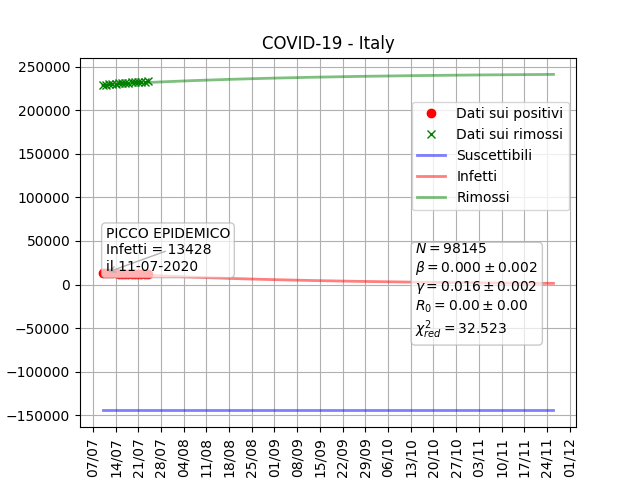 COVID-19 - Italy
250000
200000
150000
100000
50000
0
−50000
−100000
−150000
Dati sui positivi
Dati sui rimossi
Suscettibili
Infetti
Rimossi
PICCO EPIDEMICO
Infetti = 13428
il 11-07-2020
N = 98145
β = 0.000 ± 0.002
γ = 0.016 ± 0.002
R₀ = 0.00 ± 0.00
χ²red = 32.523
07/07
14/07
21/07
28/07
04/08
11/08
18/08
25/08
01/09
08/09
15/09
22/09
29/09
06/10
13/10
20/10
27/10
03/11
10/11
17/11
24/11
01/12